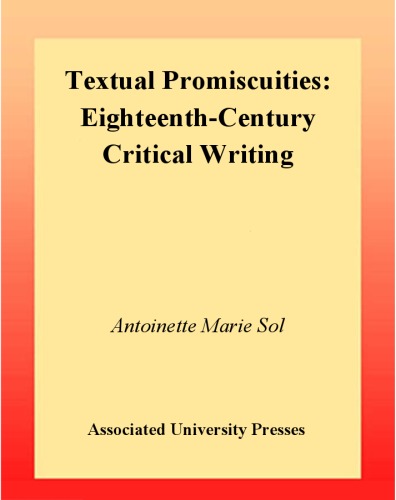 Textual Promiscuities:
Eighteenth-Century
Critical Writing
Antoinette Marie Sol
Associated University Presses